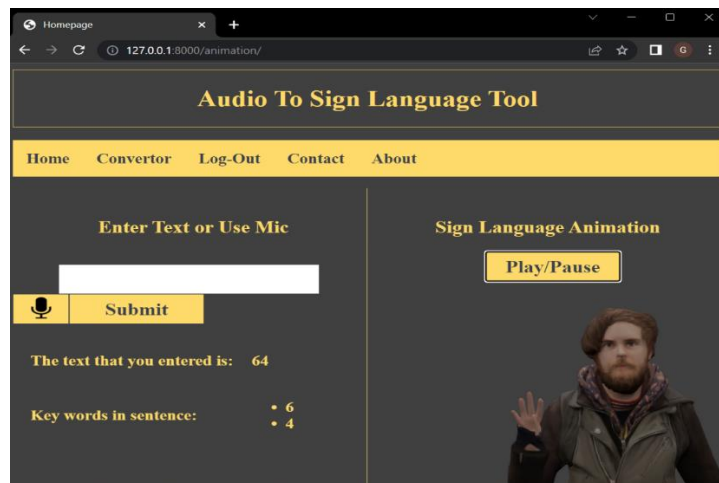 Homepage
127.0.0.1:8000/animation/
G
Audio To Sign Language Tool
Home Convertor Log-Out Contact About
Enter Text or Use Mic
Submit
The text that you entered is: 64
Key words in sentence:
• 6
• 4
Sign Language Animation
Play/Pause